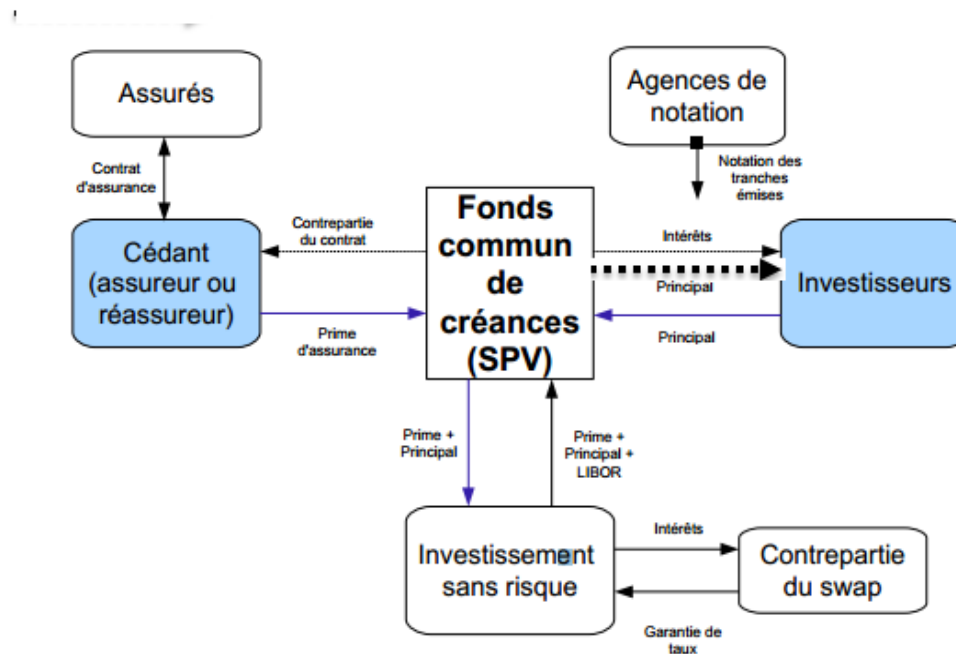 Assurés
Agences de
notation
Contrat
d'assurance
Notation des
tranches
émises
Cédant
(assureur ou
réassureur)
Contrepartie
du contrat
Prime
d'assurance
Fonds
commun
de
créances
(SPV)
Intérêts
Principal
Principal
Investisseurs
Prime +
Principal
Prime +
Principal +
LIBOR
Investissement
sans risque
Intérêts
Garantie de
taux
Contrepartie
du swap